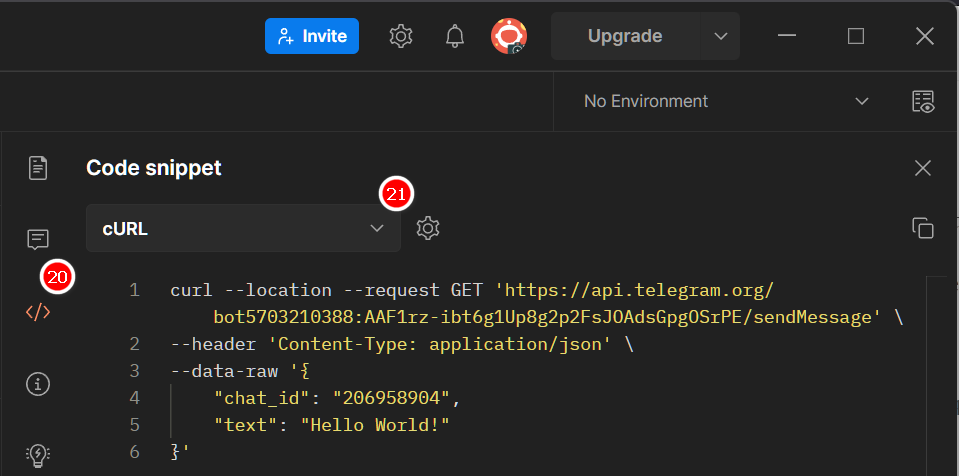 Invite
Upgrade
No Environment
Code snippet
21
cURL
20
1 curl --location --request GET 'https://api.telegram.org/
bot5703210388:AAF1rz-ibt6g1Up8g2p2FsJOAdsGpgOSrPE/sendMessage' \
2 --header 'Content-Type: application/json' \
3 --data-raw '{
4 "chat_id": "206958904",
5 "text": "Hello World!"
6 }'